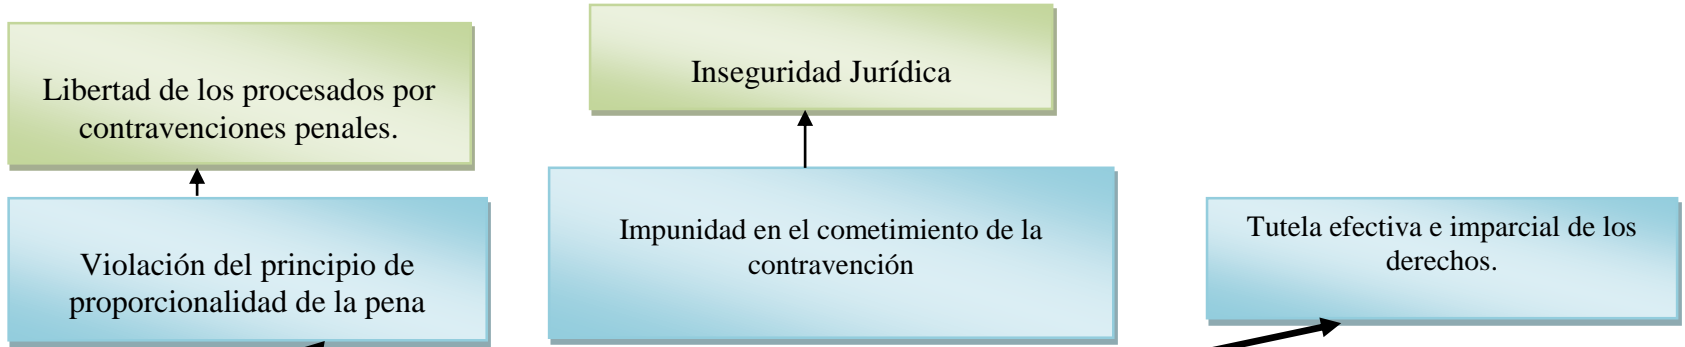 Libertad de los procesados por
contravenciones penales.
Inseguridad Jurídica
Violación del principio de
proporcionalidad de la pena
Impunidad en el cometimiento de la
contravención
Tutela efectiva e imparcial de los
derechos.